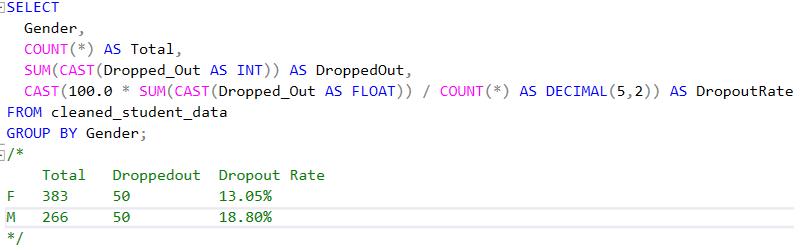 SELECT
Gender,
COUNT(*) AS Total,
SUM(CAST(Dropped_Out AS INT)) AS DroppedOut,
CAST(100.0 * SUM(CAST(Dropped_Out AS FLOAT)) / COUNT(*) AS DECIMAL(5,2)) AS DropoutRate
FROM cleaned_student_data
GROUP BY Gender;
/*
Total Droppedout Dropout Rate
F 383 50 13.05%
M 266 50 18.80%
*/